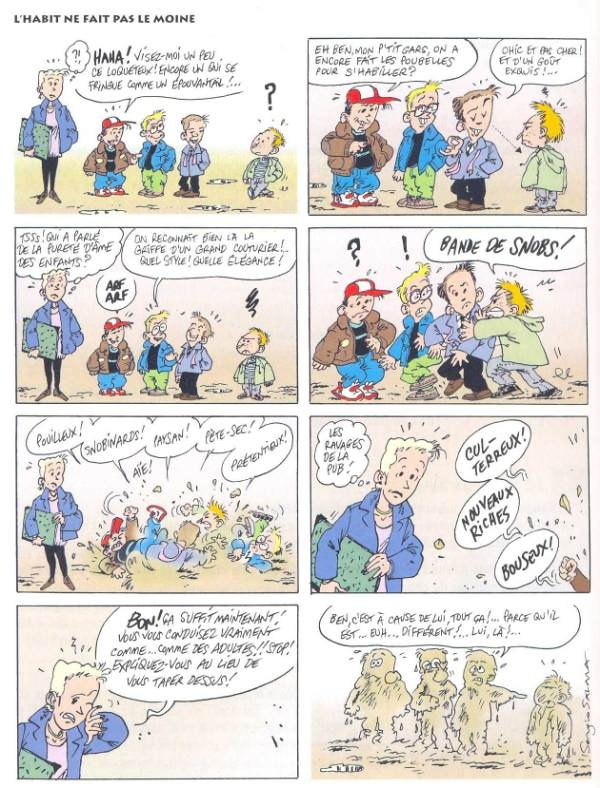 L'HABIT NE FAIT PAS LE MOINE
?!
HAHA! VISEZ-MOI UN PEU
CE LOQUETEUX! ENCORE UN QUI SE
FRINGUE COMME UN ÉPOUVANTAIL!...
?
EH BEN, MON P'TIT GARS, ON A
ENCORE FAIT LES POUBELLES
POUR S'HABILLER?
CHIC ET PAS CHER!
ET D'UN GOÛT
EXQUIS!...
TSSS! QUI A PARLÉ
DE LA PURETÉ D'ÂME
DES ENFANTS?
ARF
ARF
ON RECONNAIT BIEN LÀ LA
GRIFFE D'UN GRAND COUTURIER!..
QUEL STYLE! QUELLE ÉLÉGANCE!
?
!
BANDE DE SNOBS!
POUILLEUX!
SNOBINARDS!
AÏE!
PAYSAN!
PÈTE-SEC!
PRÉTENTIEUX!
LES
RAVAGES
DE LA
PUB!
CUL-
TERREUX!
NOUVEAUX
RICHES
BOUSEUX!
BON! ÇA SUFFIT MAINTENANT!
VOUS VOUS CONDUISEZ VRAIMENT
COMME... COMME DES ADULTES!! STOP!
EXPLIQUEZ-VOUS AU LIEU DE
VOUS TAPER DESSUS!
BEN, C'EST À CAUSE DE LUI, TOUT ÇA!... PARCE QU'IL
EST... EUH... DIFFÉRENT!... LUI, LÀ!...